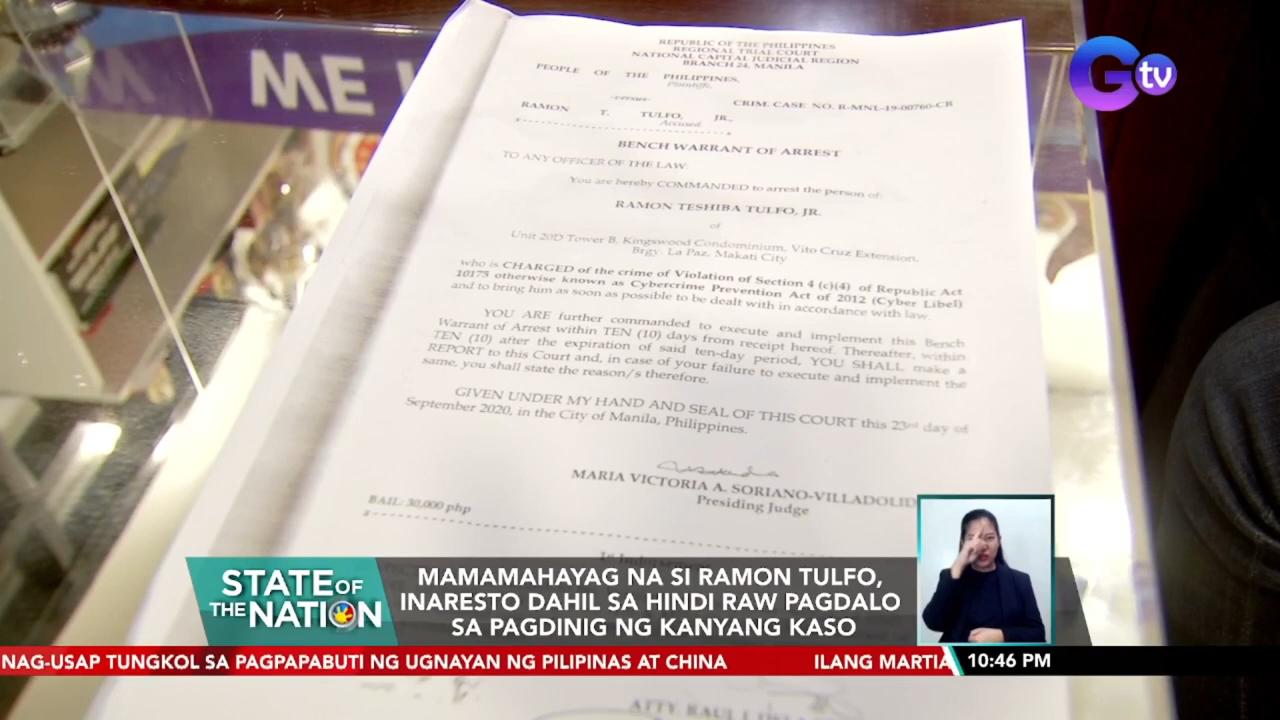 ME
REPUBLIC OF THE PHILIPPINES
REGIONAL TRIAL COURT
NATIONAL CAPITAL JUDICIAL REGION
BRANCH 24, MANILA
PEOPLE OF THE PHILIPPINES,
Plaintiffs,
-versus-
CRIM. CASE NO. R-MNL-19-00760-CR
RAMON T. TULFO, JR.,
Accused.
x-----------------------------------x
BENCH WARRANT OF ARREST
TO ANY OFFICER OF THE LAW:
You are hereby COMMANDED to arrest the person of:
RAMON TESHIBA TULFO, JR.
of
Unit 20D Tower B, Kingswood Condominium, Vito Cruz Extension,
Brgy. La Paz, Makati City
who is CHARGED of the crime of Violation of Section 4 (c)(4) of Republic Act
10175 otherwise known as Cybercrime Prevention Act of 2012 (Cyber Libel)
and to bring him as soon as possible to be dealt with in accordance with law.
YOU ARE further commanded to execute and implement this Bench
Warrant of Arrest within TEN (10) days from receipt hereof. Thereafter, within
TEN (10) after the expiration of said ten-day period, YOU SHALL make a
REPORT to this Court and, in case of your failure to execute and implement the
same, you shall state the reason/s therefore.
GIVEN UNDER MY HAND AND SEAL OF THIS COURT this 23rd day of
September 2020, in the City of Manila, Philippines.
MARIA VICTORIA A. SORIANO-VILLADOLID
Presiding Judge
BAIL: 30,000 php
ATTY. RAUL
G tv
STATE OF
THE NATION
MAMAMAHAYAG NA SI RAMON TULFO,
INARESTO DAHIL SA HINDI RAW PAGDALO
SA PAGDINIG NG KANYANG KASO
NAG-USAP TUNGKOL SA PAGPAPABUTI NG UGNAYAN NG PILIPINAS AT CHINA ILANG MARTIA
10:46 PM